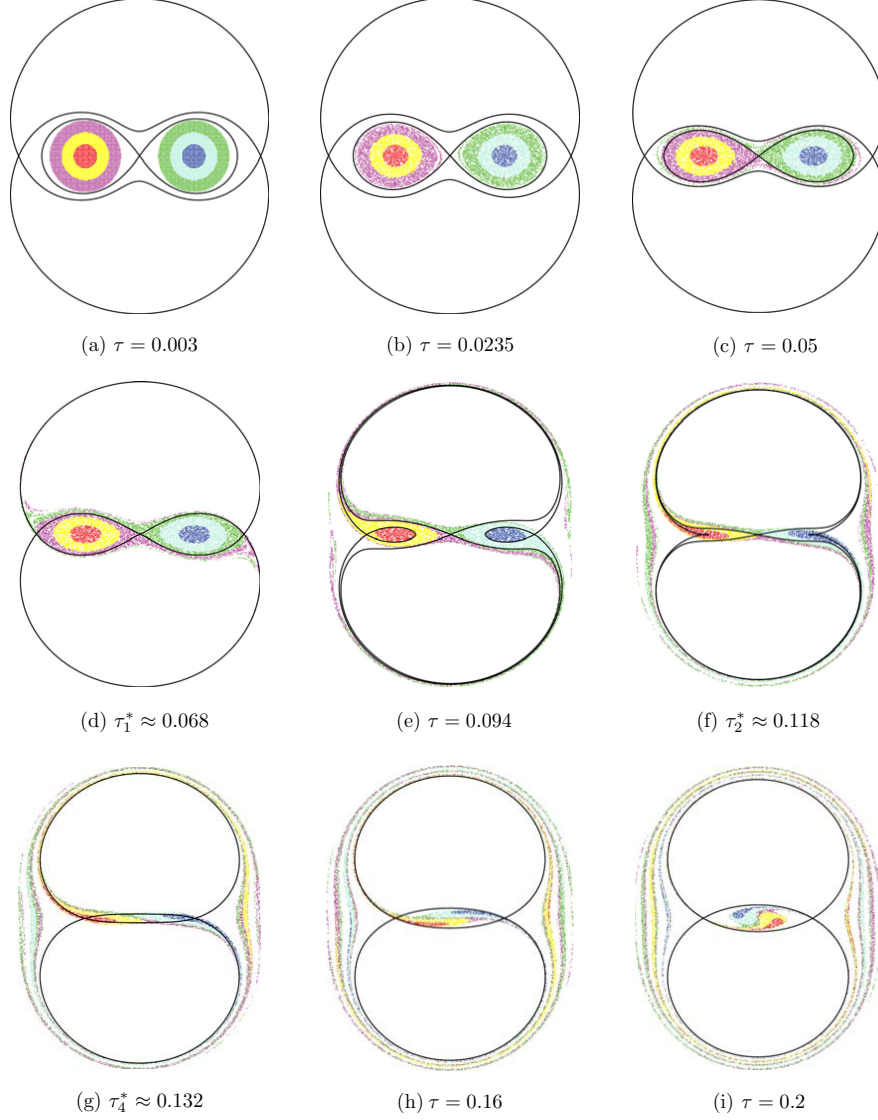 (a) τ = 0.003
(b) τ = 0.0235
(c) τ = 0.05
(d) τ₁* ≈ 0.068
(e) τ = 0.094
(f) τ₂* ≈ 0.118
(g) τ₄* ≈ 0.132
(h) τ = 0.16
(i) τ = 0.2